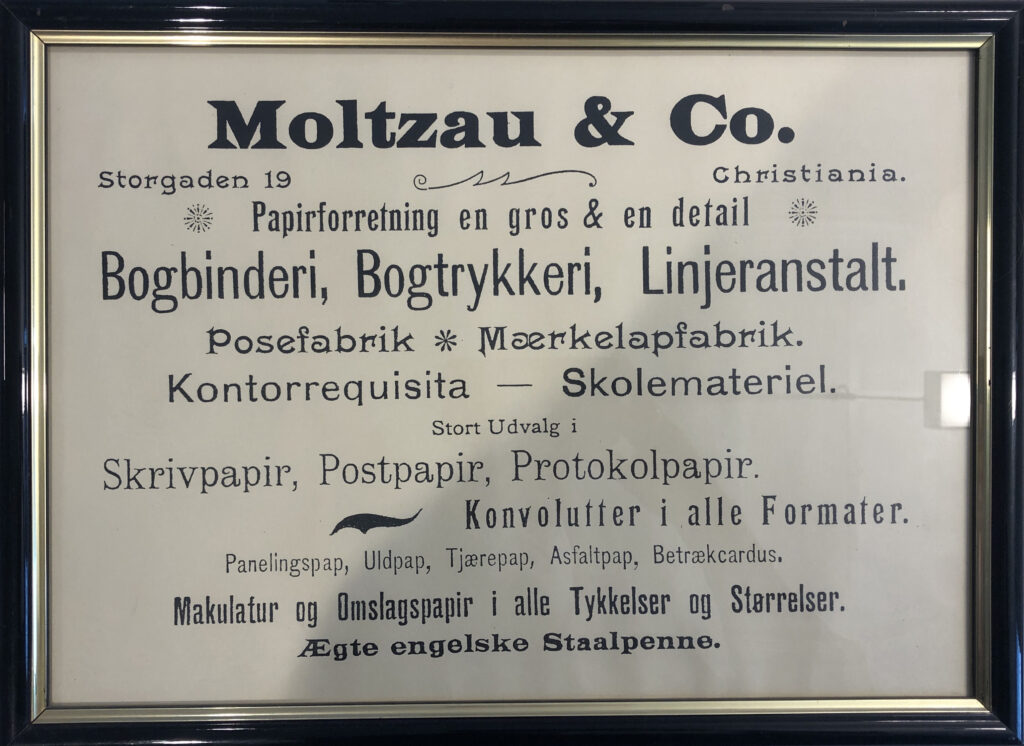 Moltzau & Co.
Storgaden 19 Christiania.
Papirforretning en gros & en detail
Bogbinderi, Bogtrykkeri, Linjeranstalt.
Posefabrik * Mærkelapfabrik.
Kontorrequisita — Skolemateriel.
Stort Udvalg i
Skrivpapir, Postpapir, Protokolpapir.
Konvolutter i alle Formater.
Panelingspap, Uldpap, Tjærepap, Asfaltpap, Betrækcardus.
Makulatur og Omslagspapir i alle Tykkelser og Størrelser.
Ægte engelske Staalpenne.